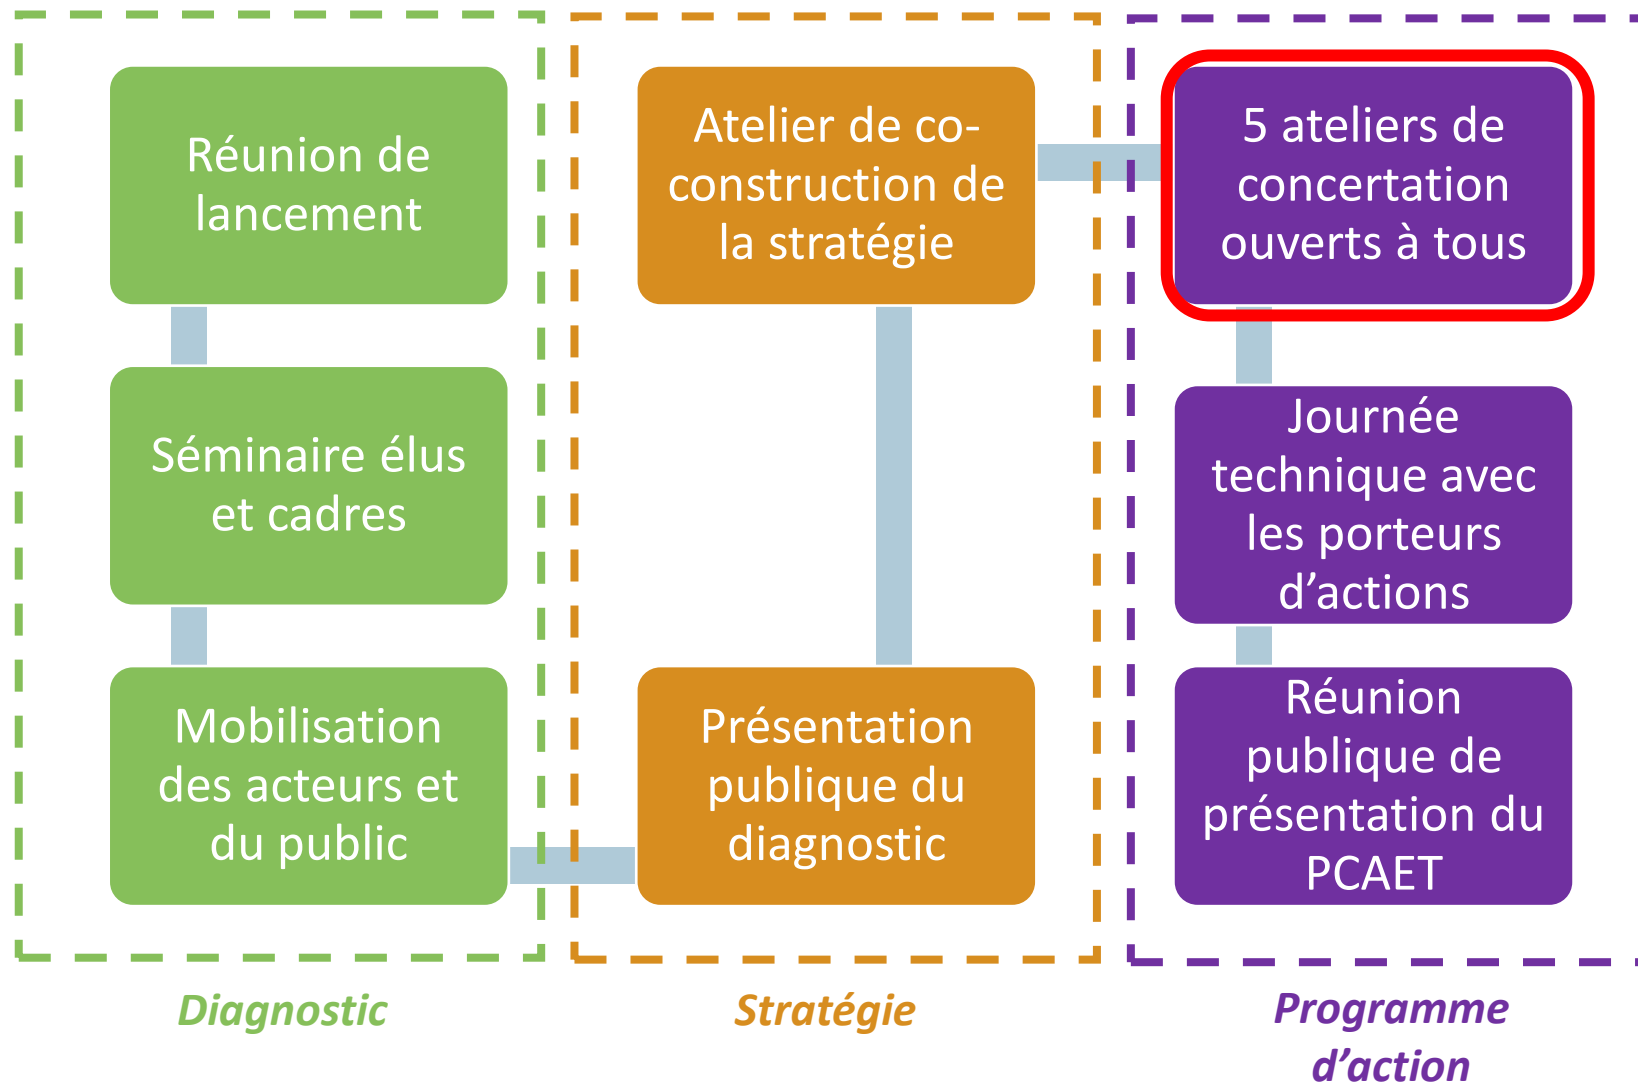 Réunion de
lancement
Séminaire élus
et cadres
Mobilisation
des acteurs et
du public
Diagnostic
Atelier de co-
construction de
la stratégie
Présentation
publique du
diagnostic
Stratégie
5 ateliers de
concertation
ouverts à tous
Journée
technique avec
les porteurs
d’actions
Réunion
publique de
présentation du
PCAET
Programme
d’action